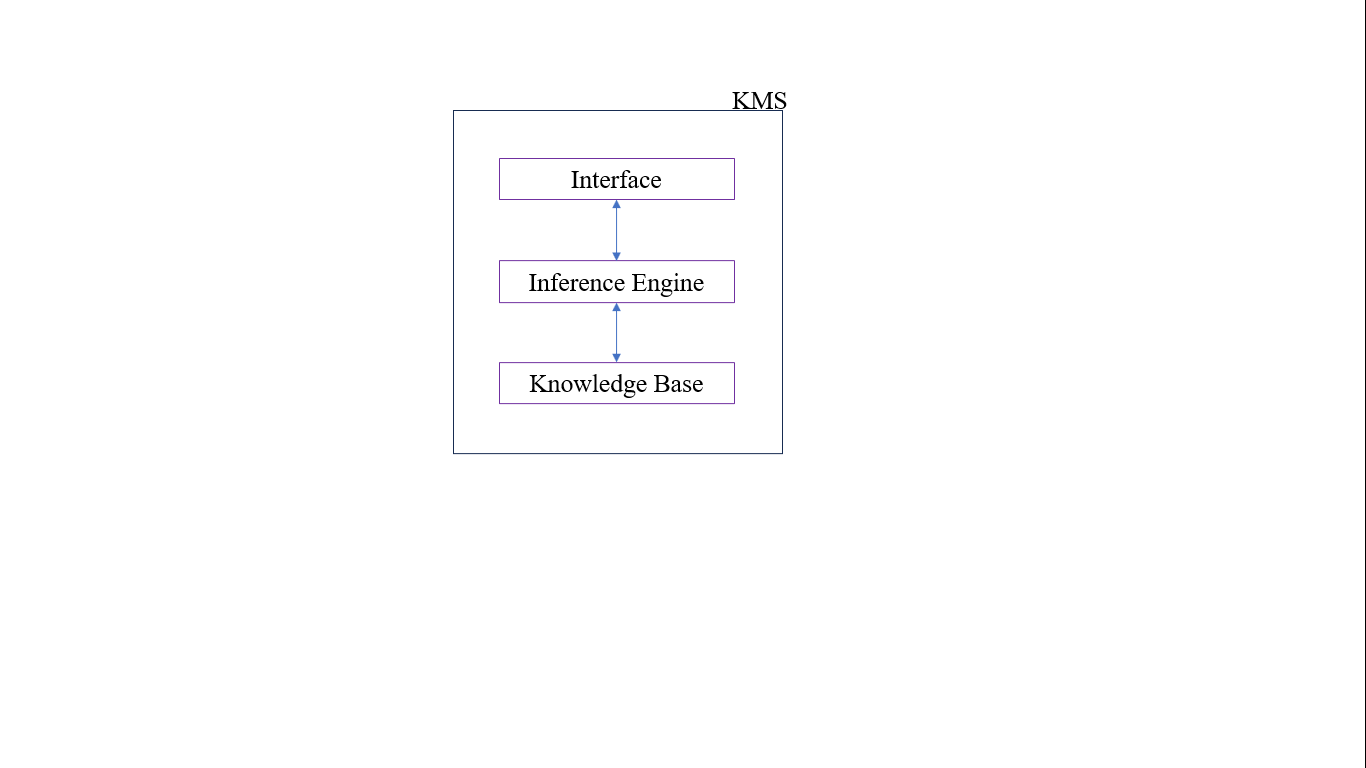 KMS
Interface
Inference Engine
Knowledge Base